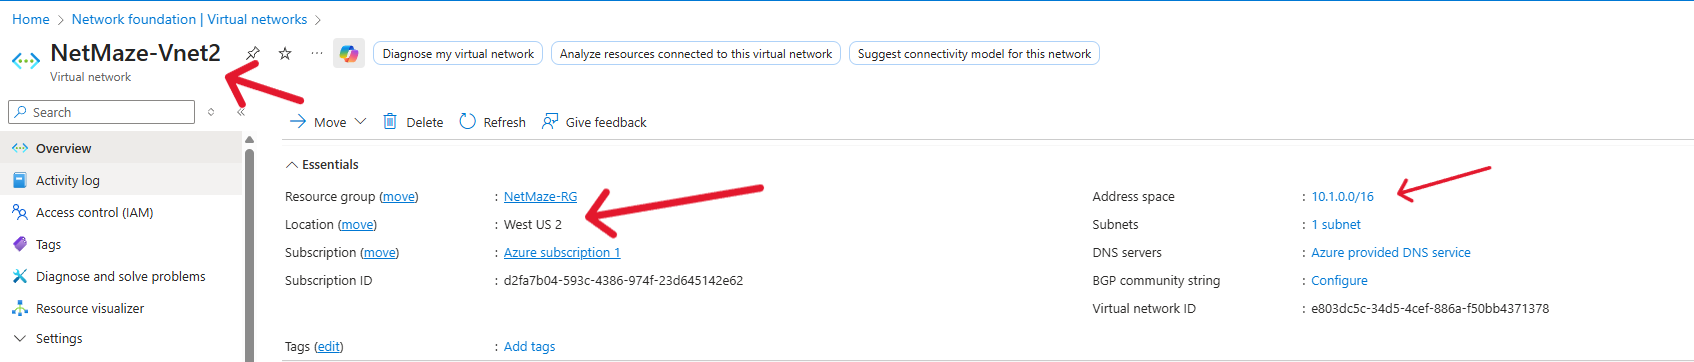 Home > Network foundation | Virtual networks >
NetMaze-Vnet2
Virtual network
Diagnose my virtual network
Analyze resources connected to this virtual network
Suggest connectivity model for this network
Search
Overview
Activity log
Access control (IAM)
Tags
Diagnose and solve problems
Resource visualizer
Settings
Move
Delete
Refresh
Give feedback
Essentials
Resource group (move) : NetMaze-RG
Location (move) : West US 2
Subscription (move) : Azure subscription 1
Subscription ID : d2fa7b04-593c-4386-974f-23d645142e62
Address space : 10.1.0.0/16
Subnets : 1 subnet
DNS servers : Azure provided DNS service
BGP community string : Configure
Virtual network ID : e803dc5c-34d5-4cef-886a-f50bb4371378
Tags (edit) : Add tags